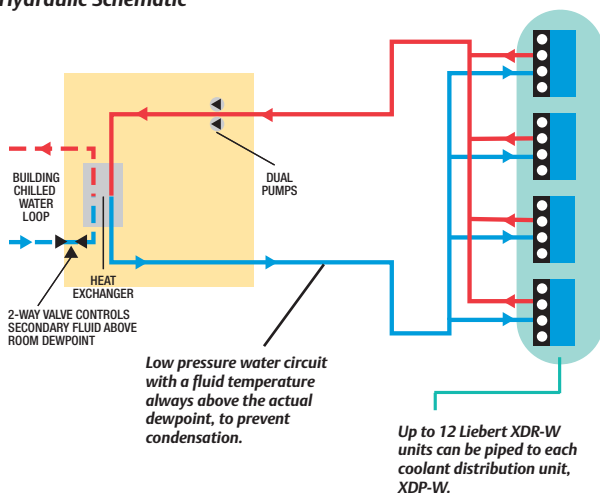 Hydraulic Schematic
BUILDING
CHILLED
WATER
LOOP
DUAL
PUMPS
HEAT
EXCHANGER
2-WAY VALVE CONTROLS
SECONDARY FLUID ABOVE
ROOM DEWPOINT
Low pressure water circuit
with a fluid temperature
always above the actual
dewpoint, to prevent
condensation.
Up to 12 Liebert XDR-W
units can be piped to each
coolant distribution unit,
XDP-W.